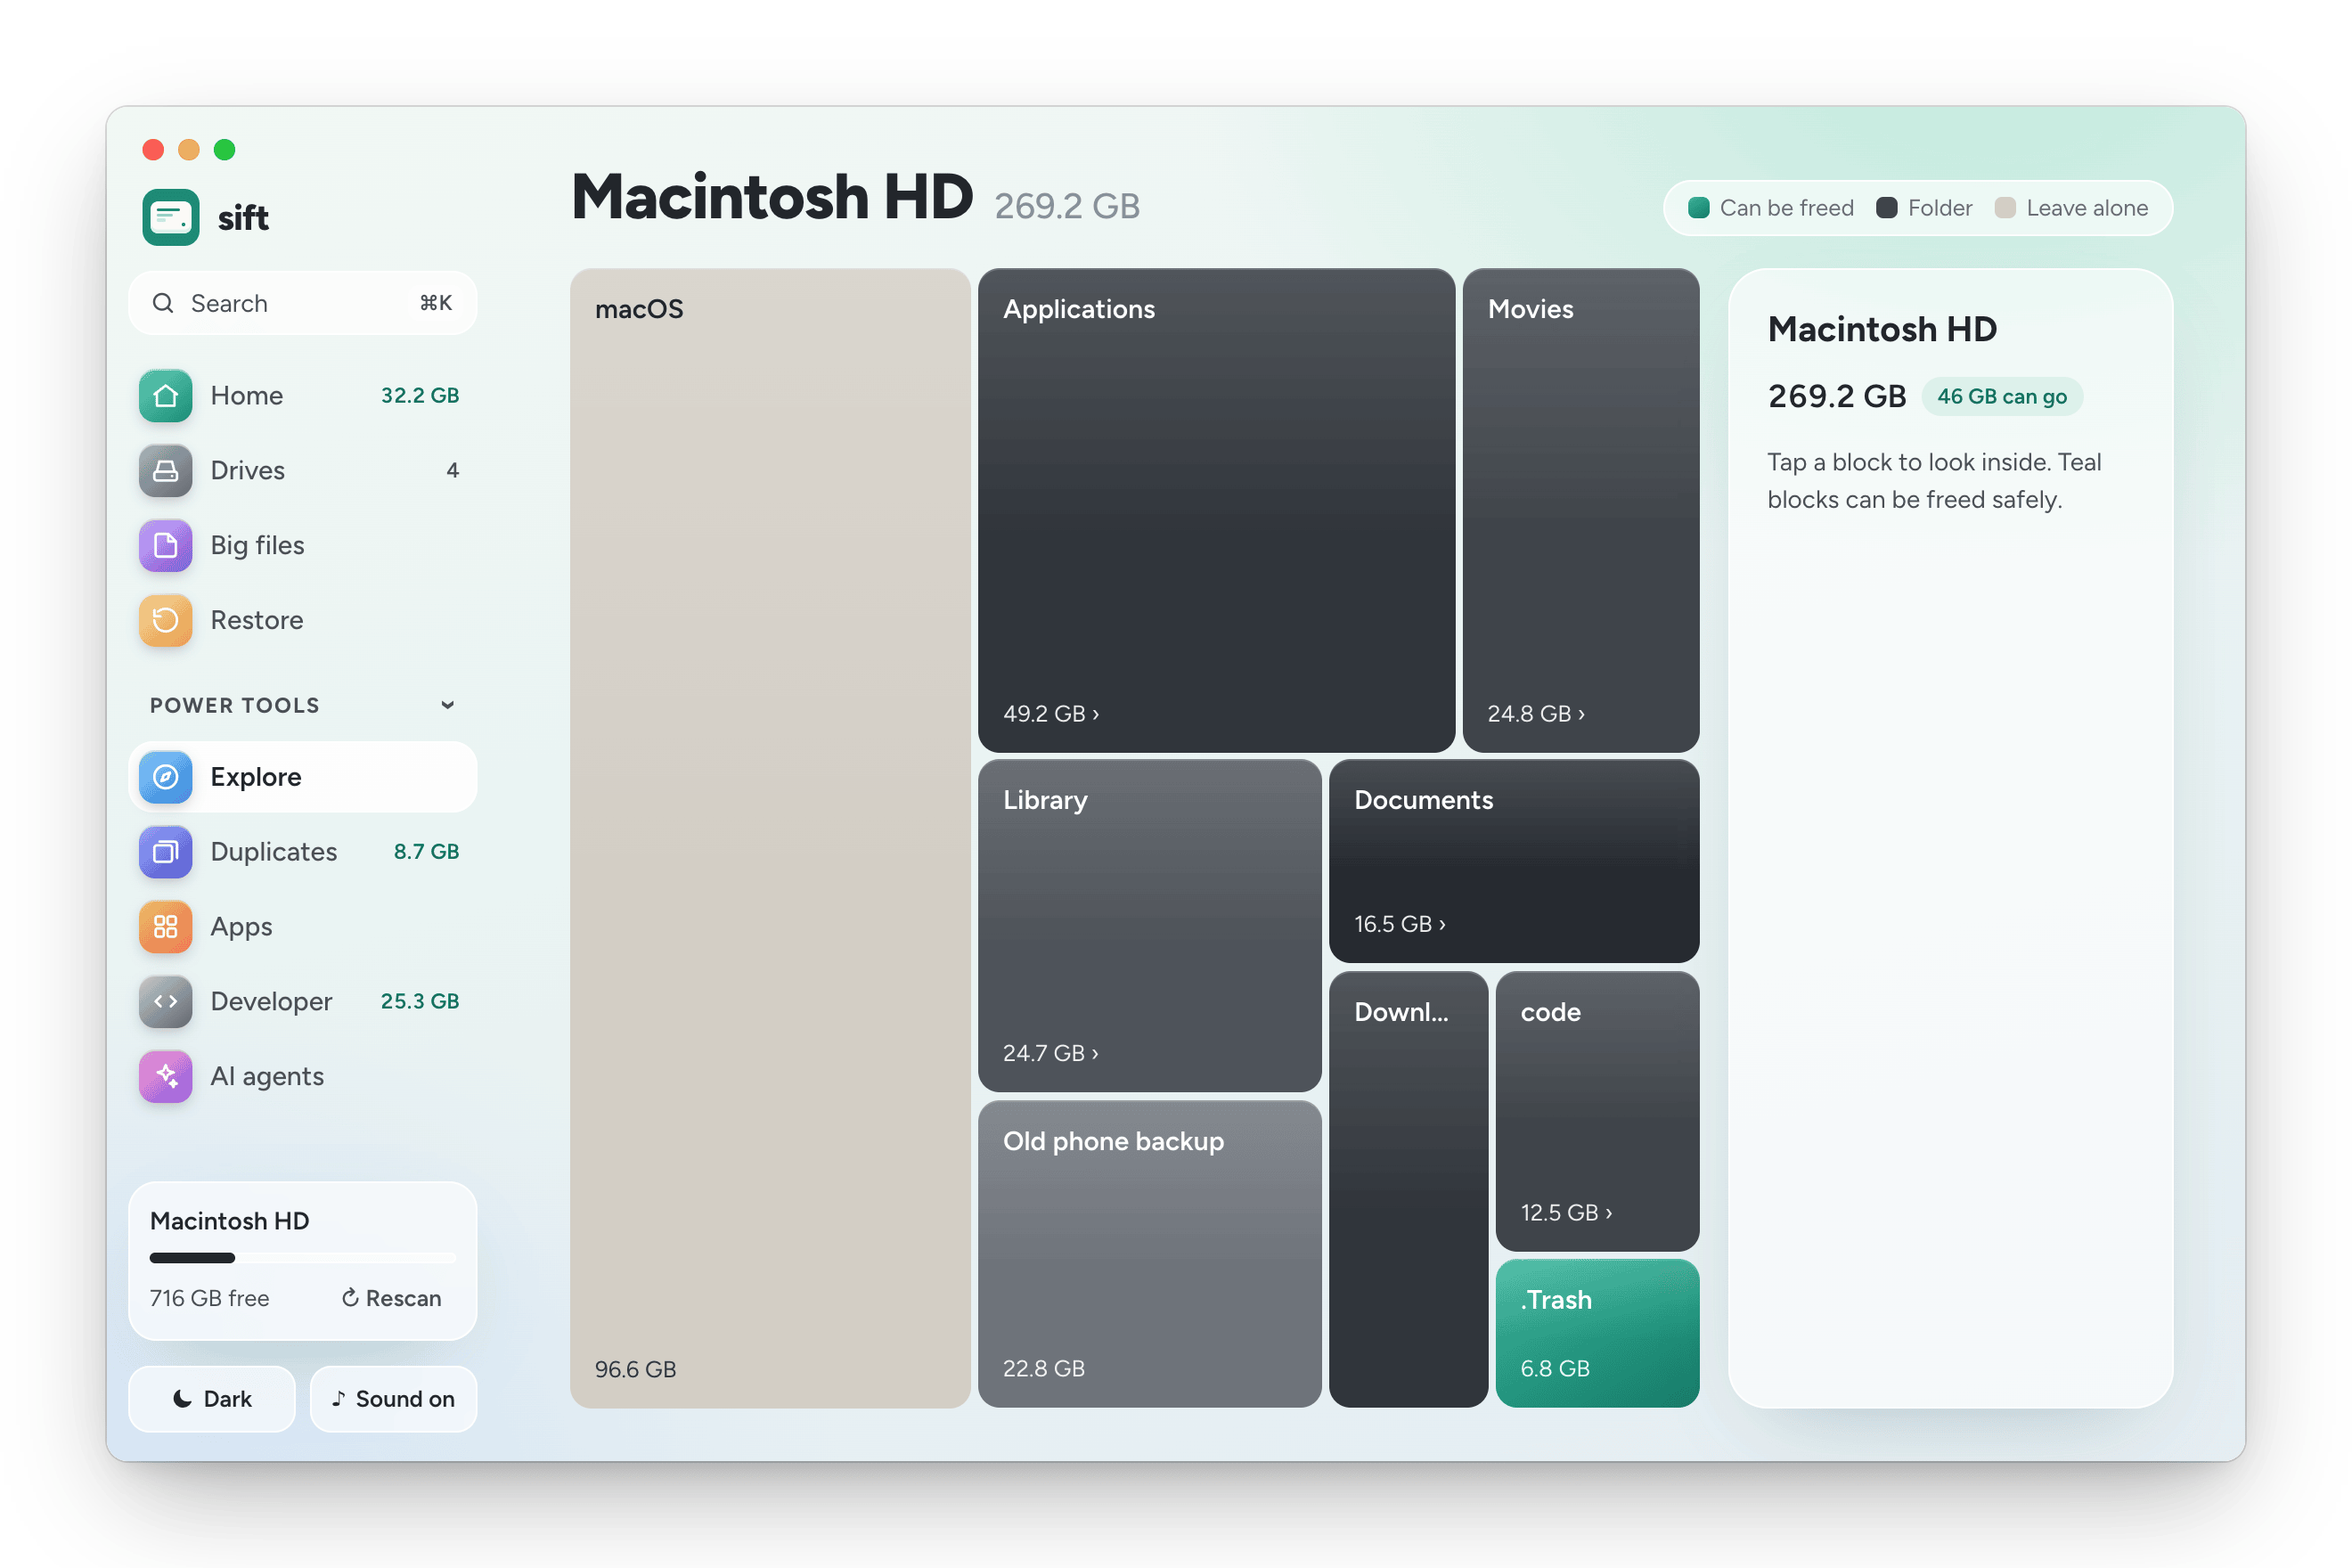 sift
Search ⌘K
Home 32.2 GB
Drives 4
Big files
Restore
POWER TOOLS
Explore
Duplicates 8.7 GB
Apps
Developer 25.3 GB
AI agents
Macintosh HD
716 GB free ↻ Rescan
Dark ♪ Sound on
Macintosh HD 269.2 GB
Can be freed Folder Leave alone
macOS
96.6 GB
Applications
49.2 GB ›
Movies
24.8 GB ›
Library
24.7 GB ›
Documents
16.5 GB ›
Old phone backup
22.8 GB
Downl...
code
12.5 GB ›
.Trash
6.8 GB
Macintosh HD
269.2 GB 46 GB can go
Tap a block to look inside. Teal
blocks can be freed safely.